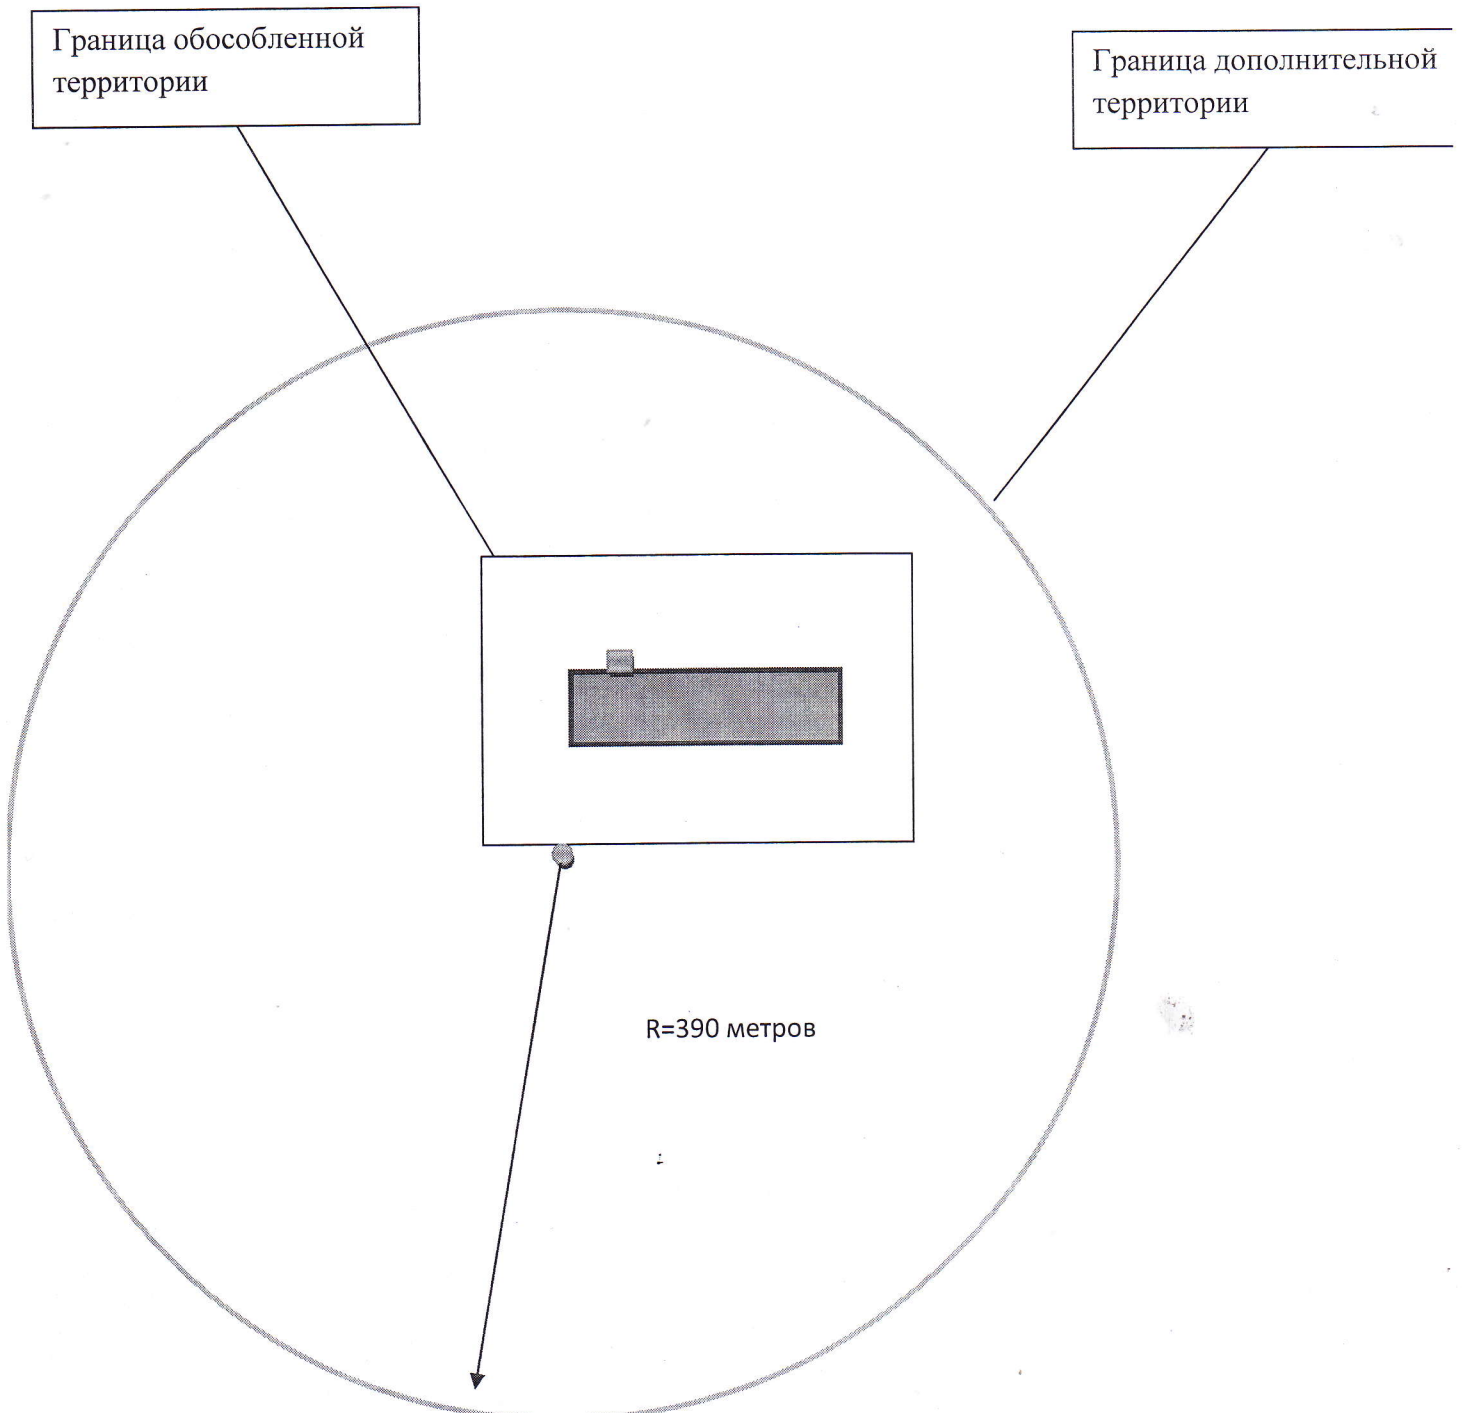 Граница обособленной
территории
Граница дополнительной
территории
R=390 метров